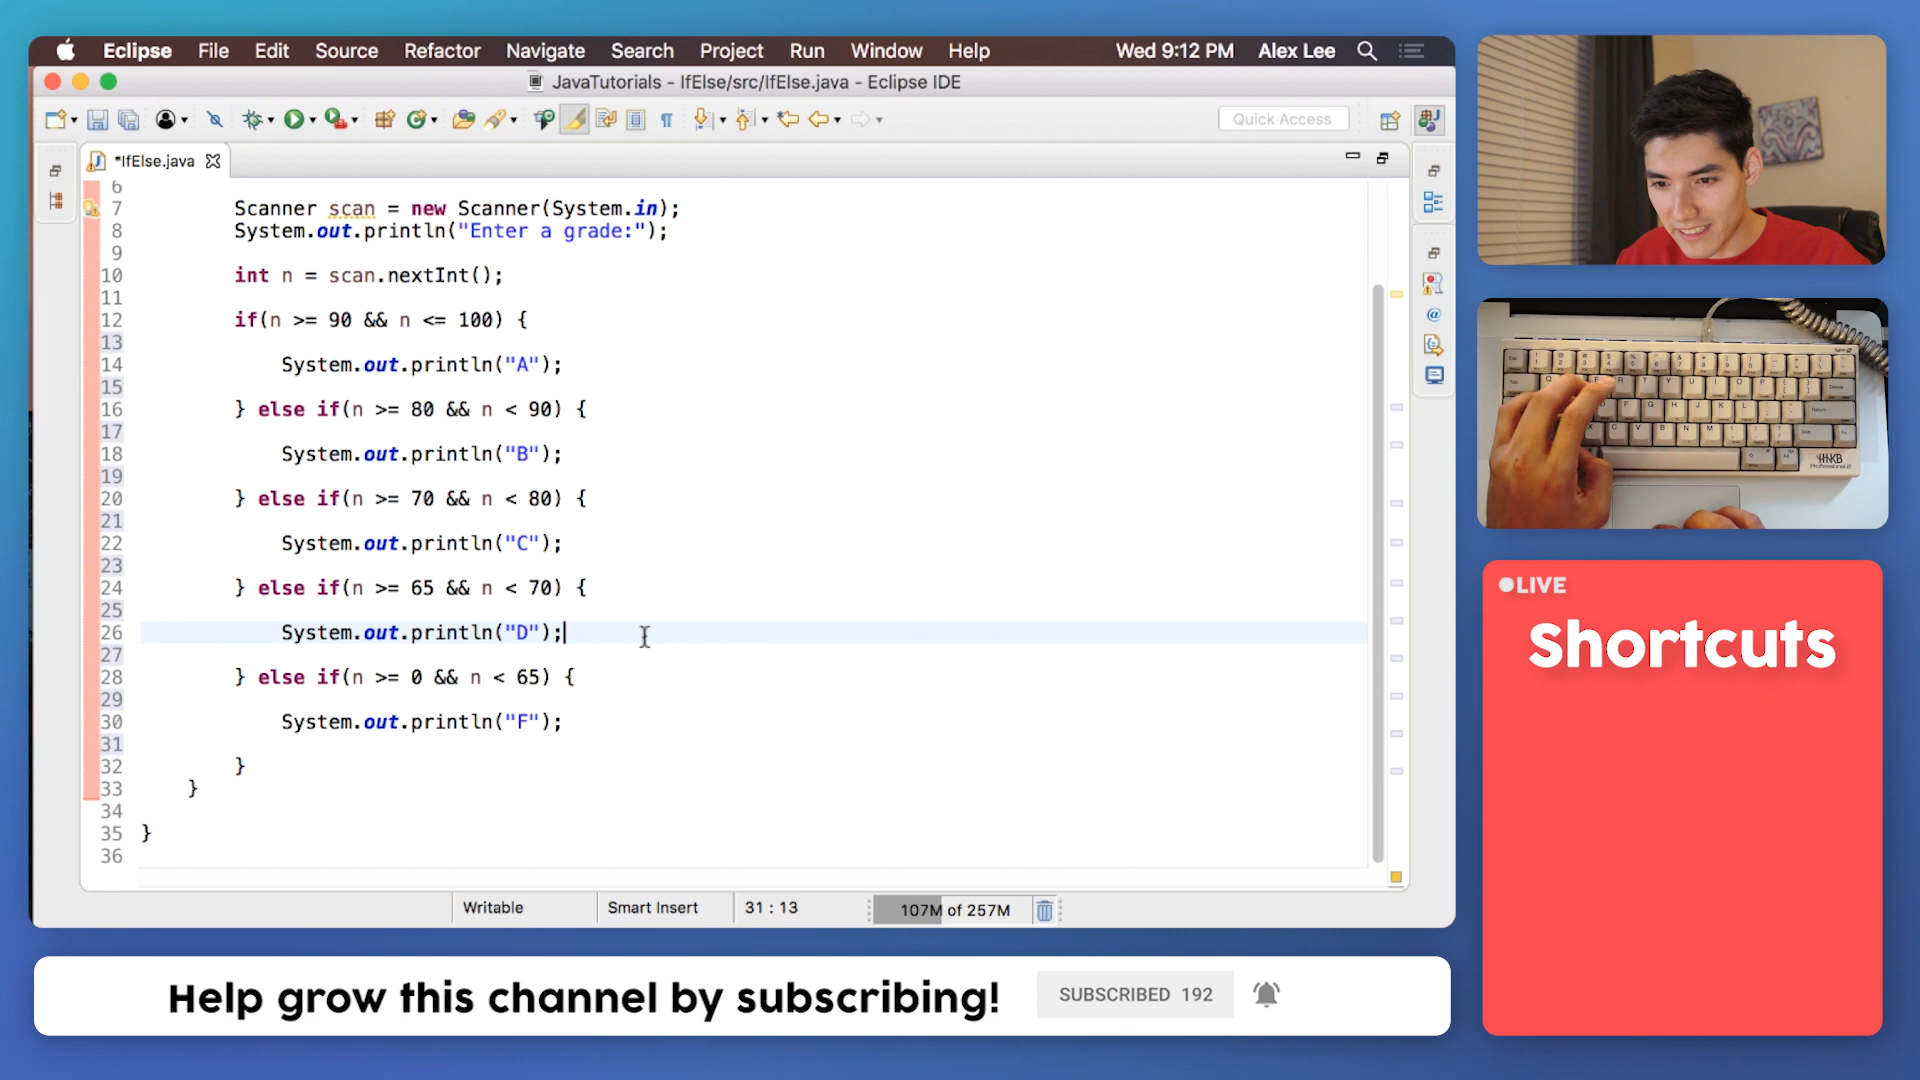 Eclipse File Edit Source Refactor Navigate Search Project Run Window Help Wed 9:12 PM Alex Lee
JavaTutorials - IfElse/src/IfElse.java - Eclipse IDE
Quick Access
*IfElse.java
6
7 Scanner scan = new Scanner(System.in);
8 System.out.println("Enter a grade:");
9
10 int n = scan.nextInt();
11
12 if(n >= 90 && n <= 100) {
13
14 System.out.println("A");
15
16 } else if(n >= 80 && n < 90) {
17
18 System.out.println("B");
19
20 } else if(n >= 70 && n < 80) {
21
22 System.out.println("C");
23
24 } else if(n >= 65 && n < 70) {
25
26 System.out.println("D");
27
28 } else if(n >= 0 && n < 65) {
29
30 System.out.println("F");
31
32 }
33 }
34
35 }
36
Writable Smart Insert 31 : 13 107M of 257M
Help grow this channel by subscribing! SUBSCRIBED 192
HHKB
Professional 2
LIVE
Shortcuts